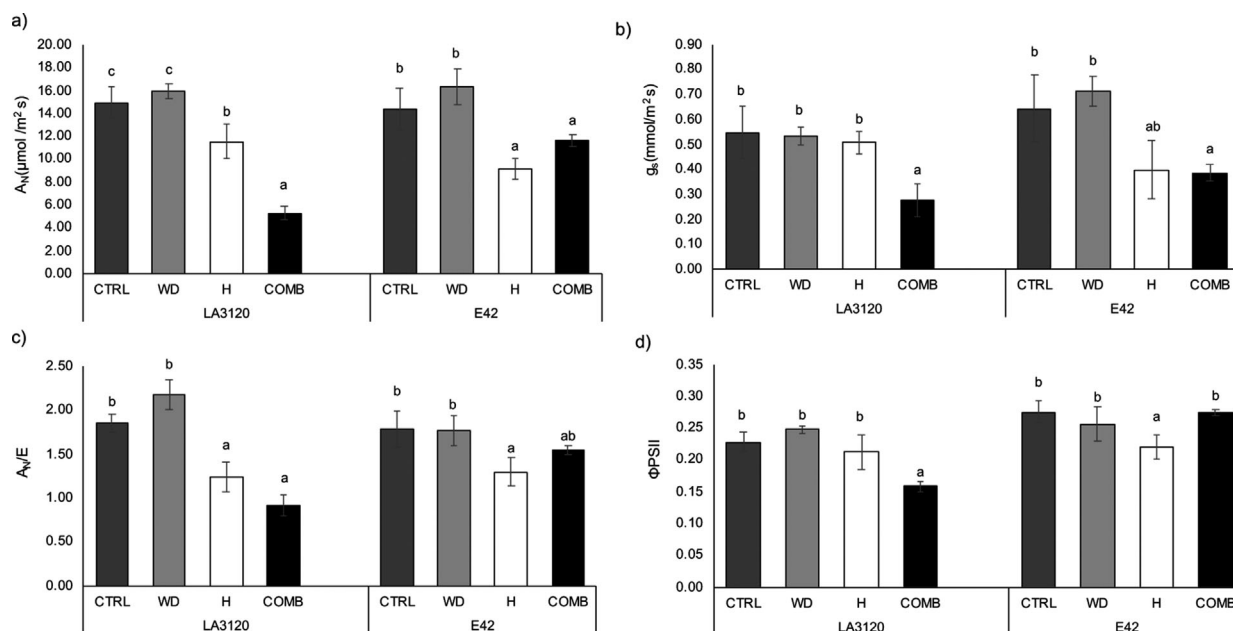 a)
A_N(µmol /m² s)
20.00
18.00
16.00
14.00
12.00
10.00
8.00
6.00
4.00
2.00
0.00
c c b a b b a a
CTRL WD H COMB CTRL WD H COMB
LA3120 E42
b)
g_s(mmol/m² s)
0.90
0.80
0.70
0.60
0.50
0.40
0.30
0.20
0.10
0.00
b b b a b b ab a
CTRL WD H COMB CTRL WD H COMB
LA3120 E42
c)
A_N/E
2.50
2.00
1.50
1.00
0.50
0.00
b b a a b b a ab
CTRL WD H COMB CTRL WD H COMB
LA3120 E42
d)
ΦPSII
0.35
0.30
0.25
0.20
0.15
0.10
0.05
0.00
b b b a b b a b
CTRL WD H COMB CTRL WD H COMB
LA3120 E42